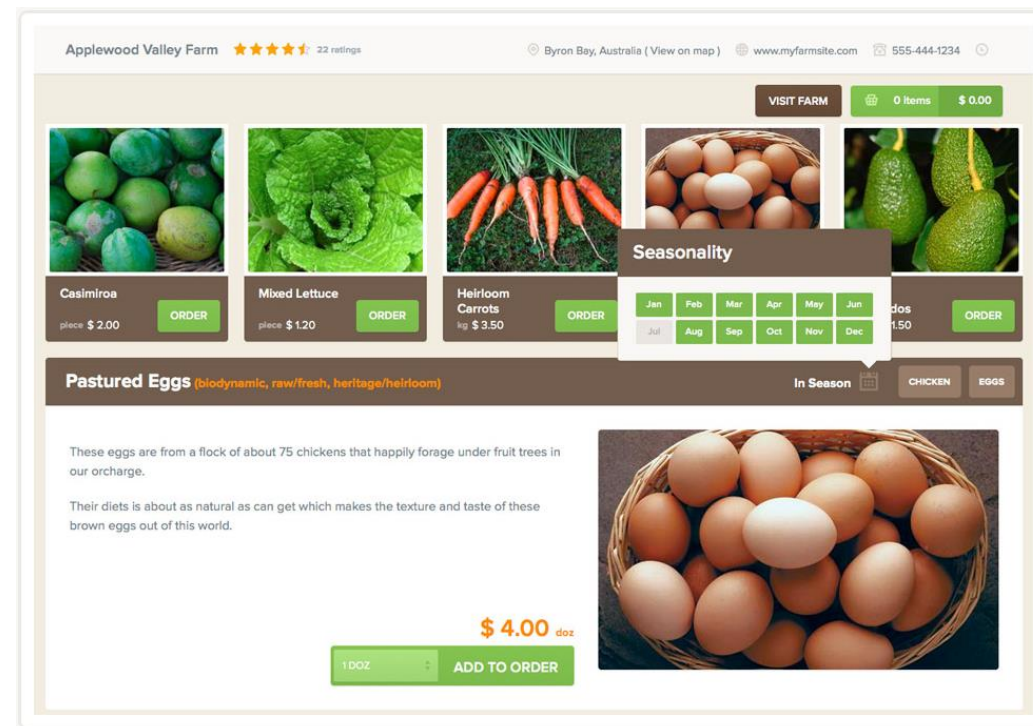 Applewood Valley Farm 22 ratings Byron Bay, Australia ( View on map ) www.myfarmsite.com 555-444-1234
VISIT FARM 0 items $ 0.00
Casimiroa
piece $ 2.00 ORDER
Mixed Lettuce
piece $ 1.20 ORDER
Heirloom
Carrots
kg $ 3.50 ORDER
Seasonality
Jan Feb Mar Apr May Jun
Jul Aug Sep Oct Nov Dec
dos
1.50 ORDER
Pastured Eggs (biodynamic, raw/fresh, heritage/heirloom) In Season CHICKEN EGGS
These eggs are from a flock of about 75 chickens that happily forage under fruit trees in
our orcharge.
Their diets is about as natural as can get which makes the texture and taste of these
brown eggs out of this world.
$ 4.00 doz
1 DOZ ADD TO ORDER